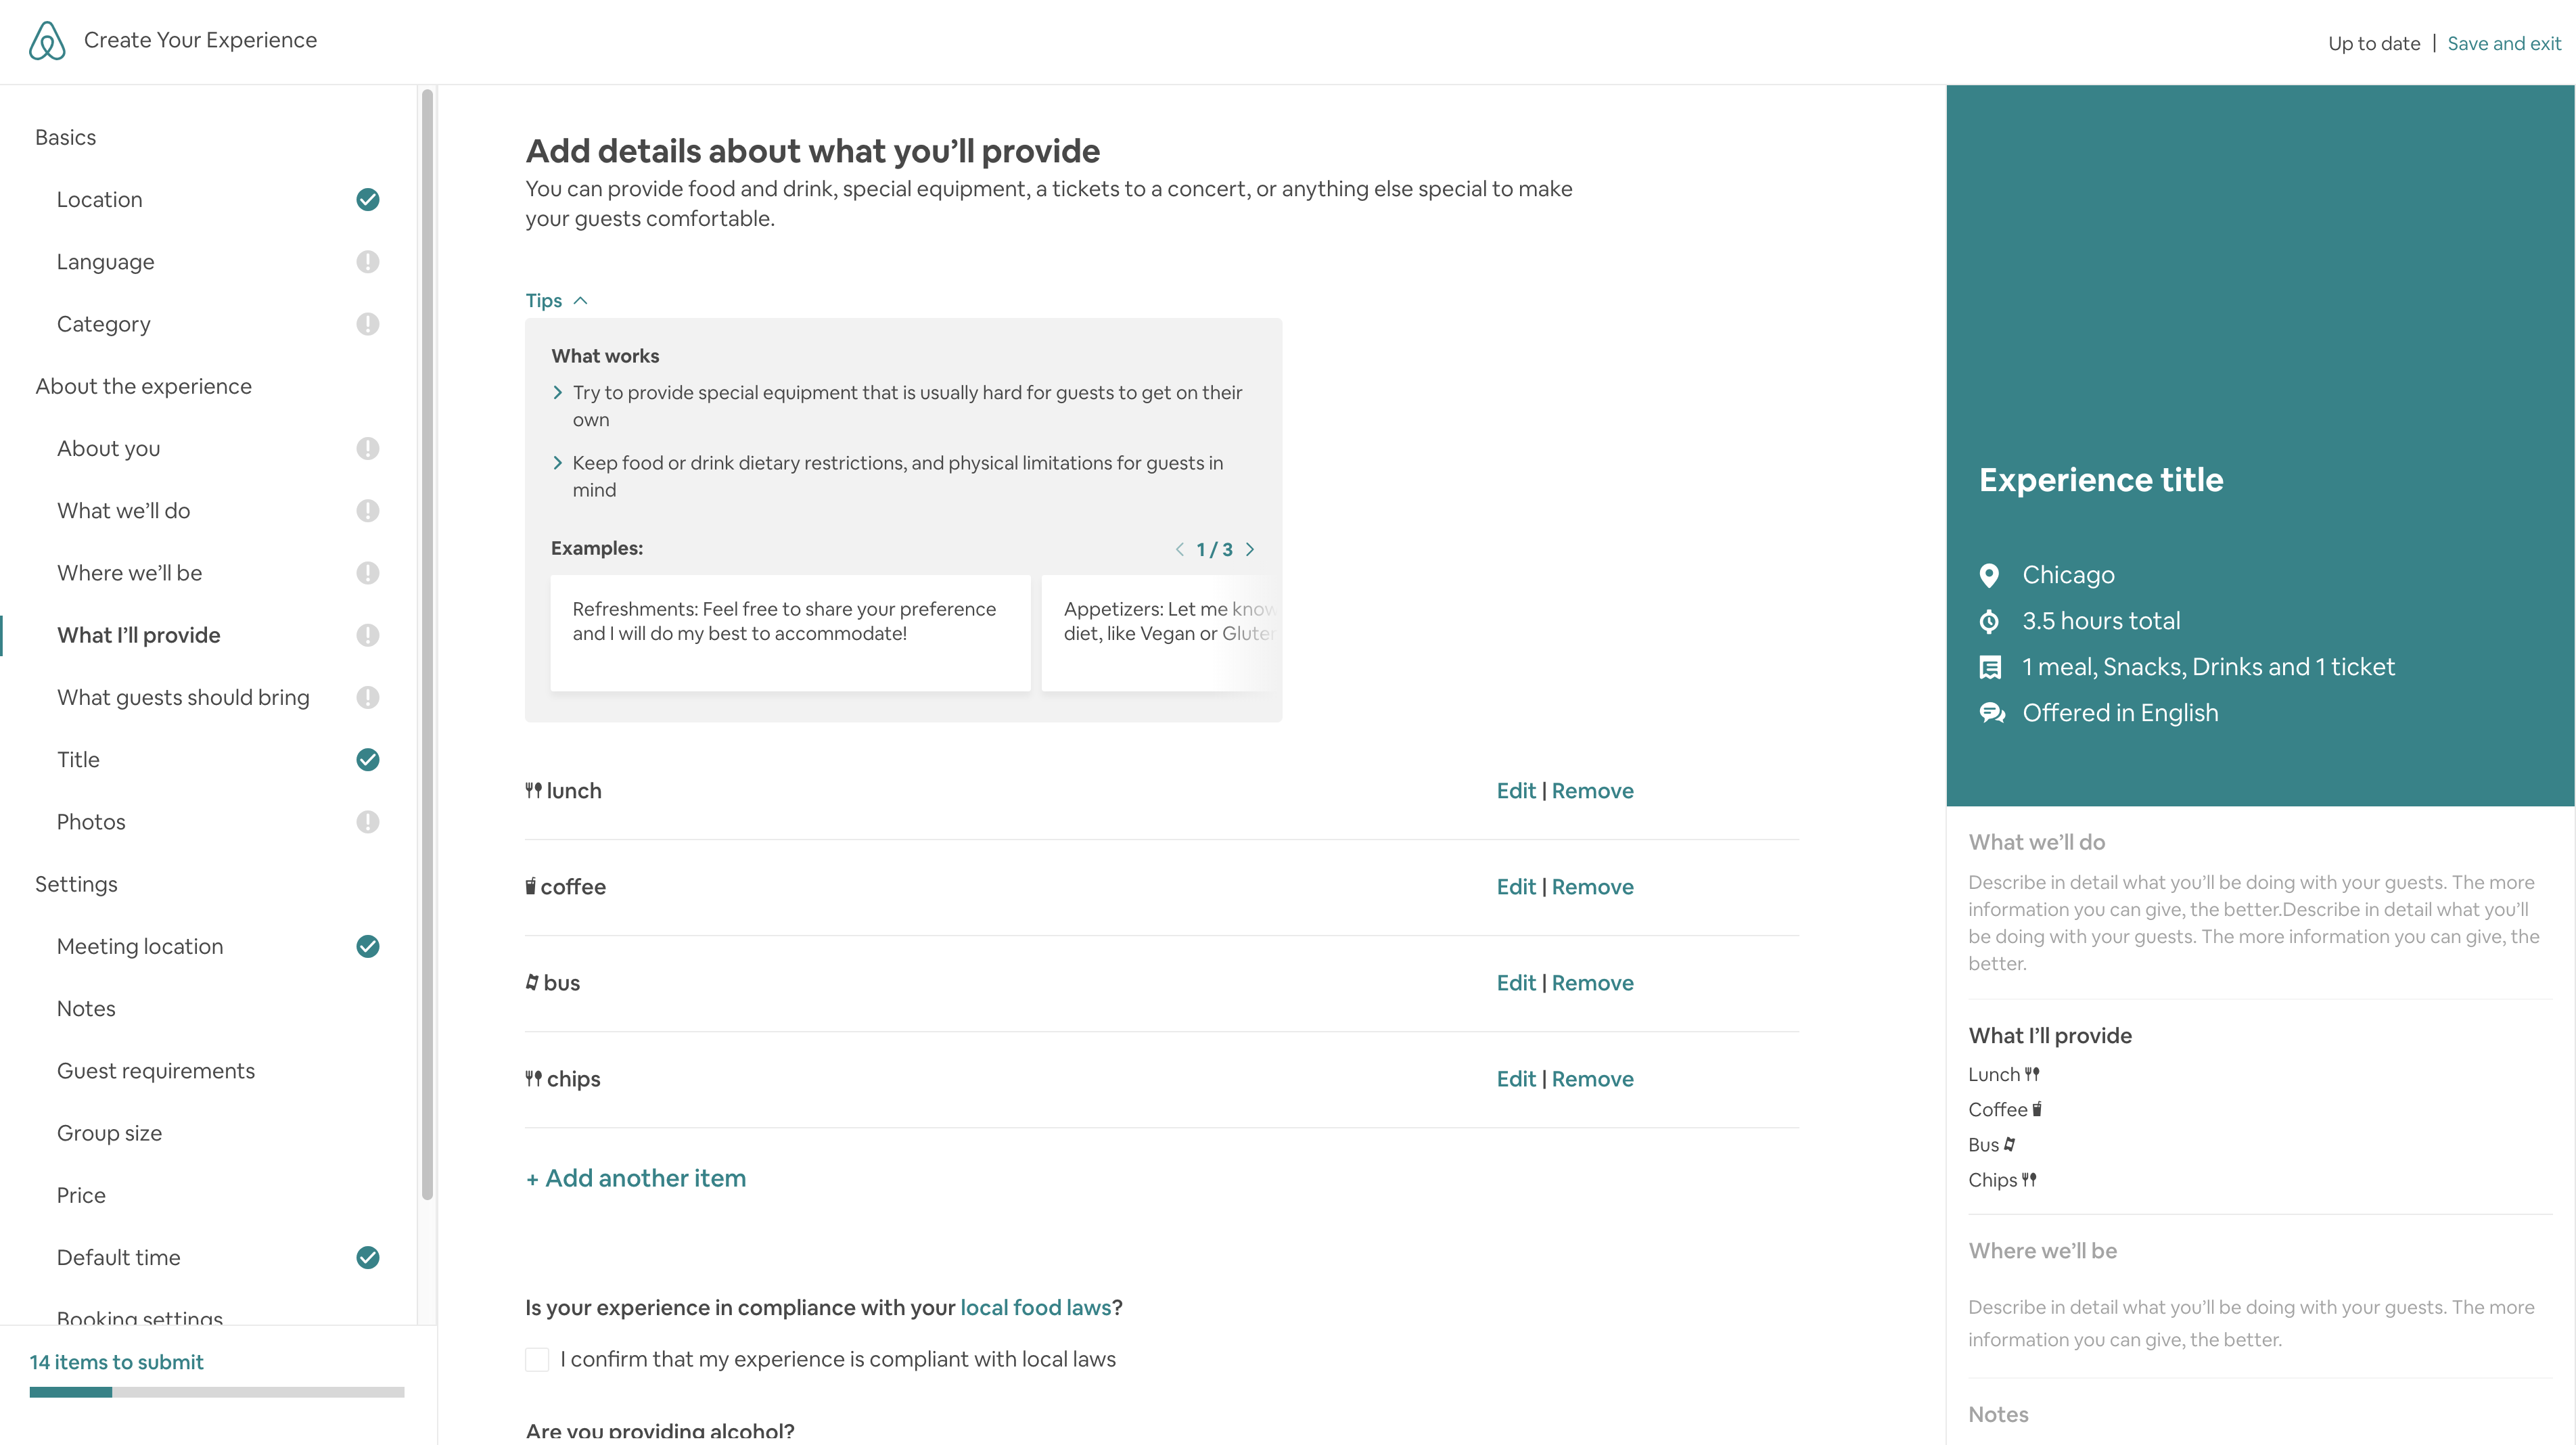 Create Your Experience
Up to date | Save and exit
Basics
Location
Language
Category
About the experience
About you
What we'll do
Where we'll be
What I'll provide
What guests should bring
Title
Photos
Settings
Meeting location
Notes
Guest requirements
Group size
Price
Default time
Booking settings
14 items to submit
Add details about what you'll provide
You can provide food and drink, special equipment, a tickets to a concert, or anything else special to make
your guests comfortable.
Tips
What works
Try to provide special equipment that is usually hard for guests to get on their
own
Keep food or drink dietary restrictions, and physical limitations for guests in
mind
Examples:
1 / 3
Refreshments: Feel free to share your preference
and I will do my best to accommodate!
Appetizers: Let me know
diet, like Vegan or Gluten
lunch
Edit | Remove
coffee
Edit | Remove
bus
Edit | Remove
chips
Edit | Remove
+ Add another item
Is your experience in compliance with your local food laws?
I confirm that my experience is compliant with local laws
Are you providing alcohol?
Experience title
Chicago
3.5 hours total
1 meal, Snacks, Drinks and 1 ticket
Offered in English
What we'll do
Describe in detail what you'll be doing with your guests. The more
information you can give, the better.Describe in detail what you'll
be doing with your guests. The more information you can give, the
better.
What I'll provide
Lunch
Coffee
Bus
Chips
Where we'll be
Describe in detail what you'll be doing with your guests. The more
information you can give, the better.
Notes